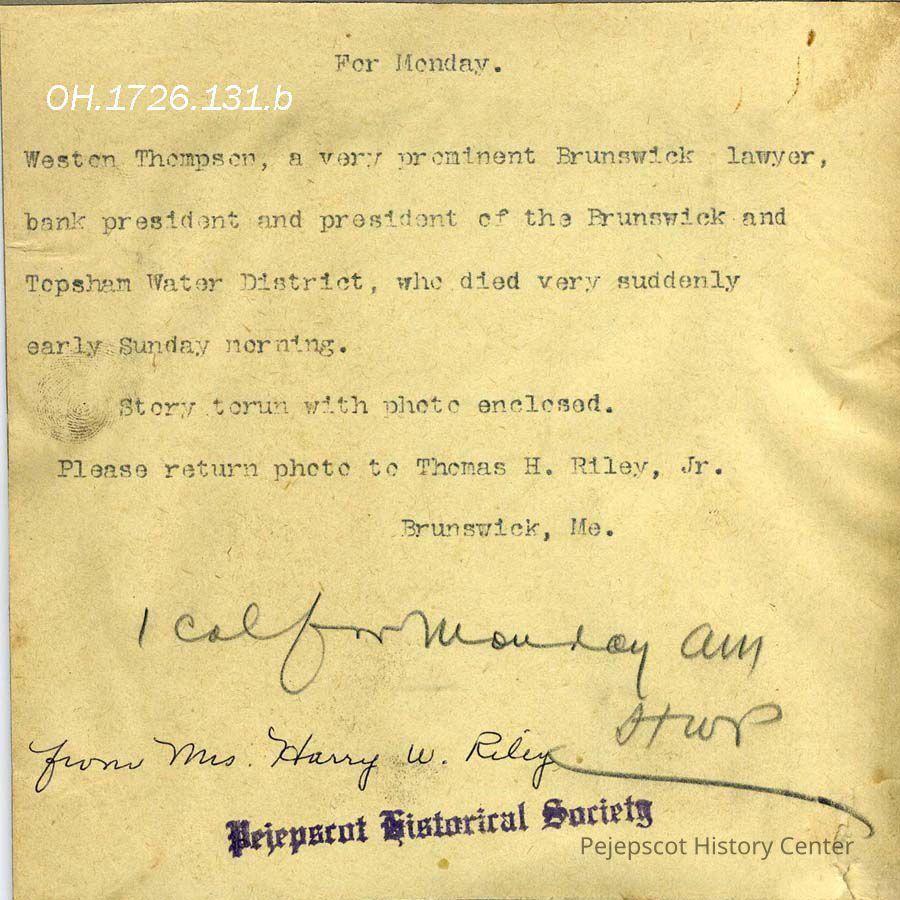 For Monday.
OH.1726.131.b
Weston Thompson, a very prominent Brunswick lawyer,
bank president and president of the Brunswick and
Topsham Water District, who died very suddenly
early Sunday morning.
Story torun with photo enclosed.
Please return photo to Thomas H. Riley, Jr.
Brunswick, Me.
1 col for Monday am
HWP
from Mrs. Harry W. Riley
Pejepscot Historical Society
Pejepscot History Center